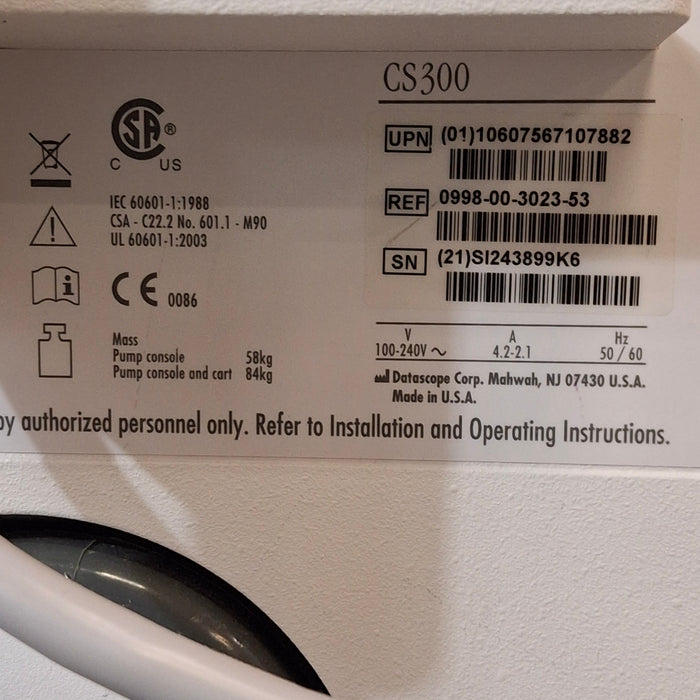 CS300
UPN (01)10607567107882
REF 0998-00-3023-53
SN (21)SI243899K6
SA ®
C US
IEC 60601-1:1988
CSA - C22.2 No. 601.1 - M90
UL 60601-1:2003
i
CE 0086
Mass
Pump console 58kg
Pump console and cart 84kg
V A Hz
100-240V ~ 4.2-2.1 50 / 60
Datascope Corp. Mahwah, NJ 07430 U.S.A.
Made in U.S.A.
by authorized personnel only. Refer to Installation and Operating Instructions.